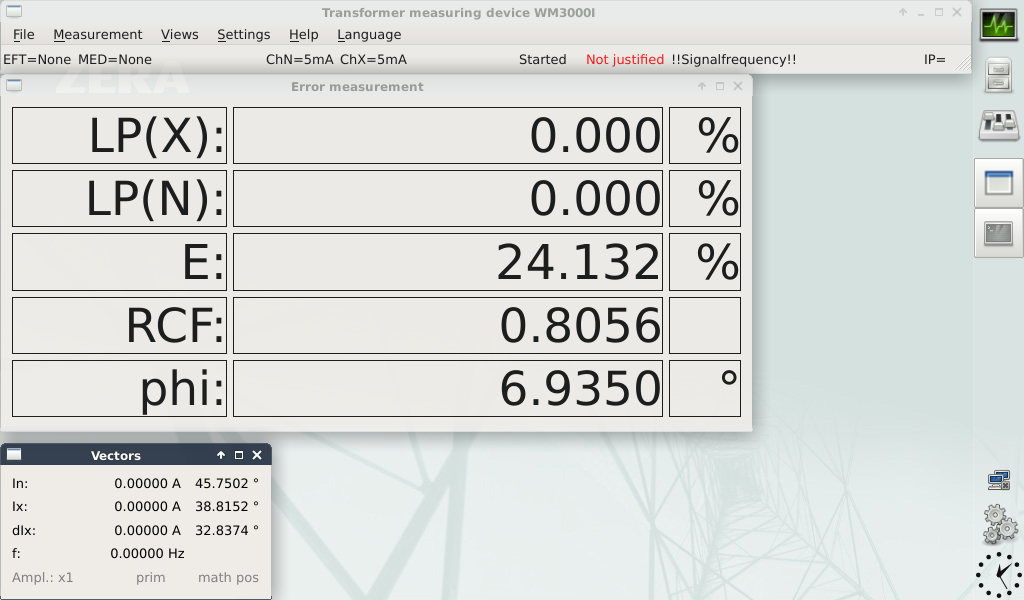 Transformer measuring device WM3000I
File Measurement Views Settings Help Language
EFT=None MED=None ChN=5mA ChX=5mA Started Not justified !!Signalfrequency!! IP=
ZERA
Error measurement
LP(X): 0.000 %
LP(N): 0.000 %
E: 24.132 %
RCF: 0.8056
phi: 6.9350 °
Vectors
In: 0.00000 A 45.7502 °
Ix: 0.00000 A 38.8152 °
dIx: 0.00000 A 32.8374 °
f: 0.00000 Hz
Ampl.: x1 prim math pos